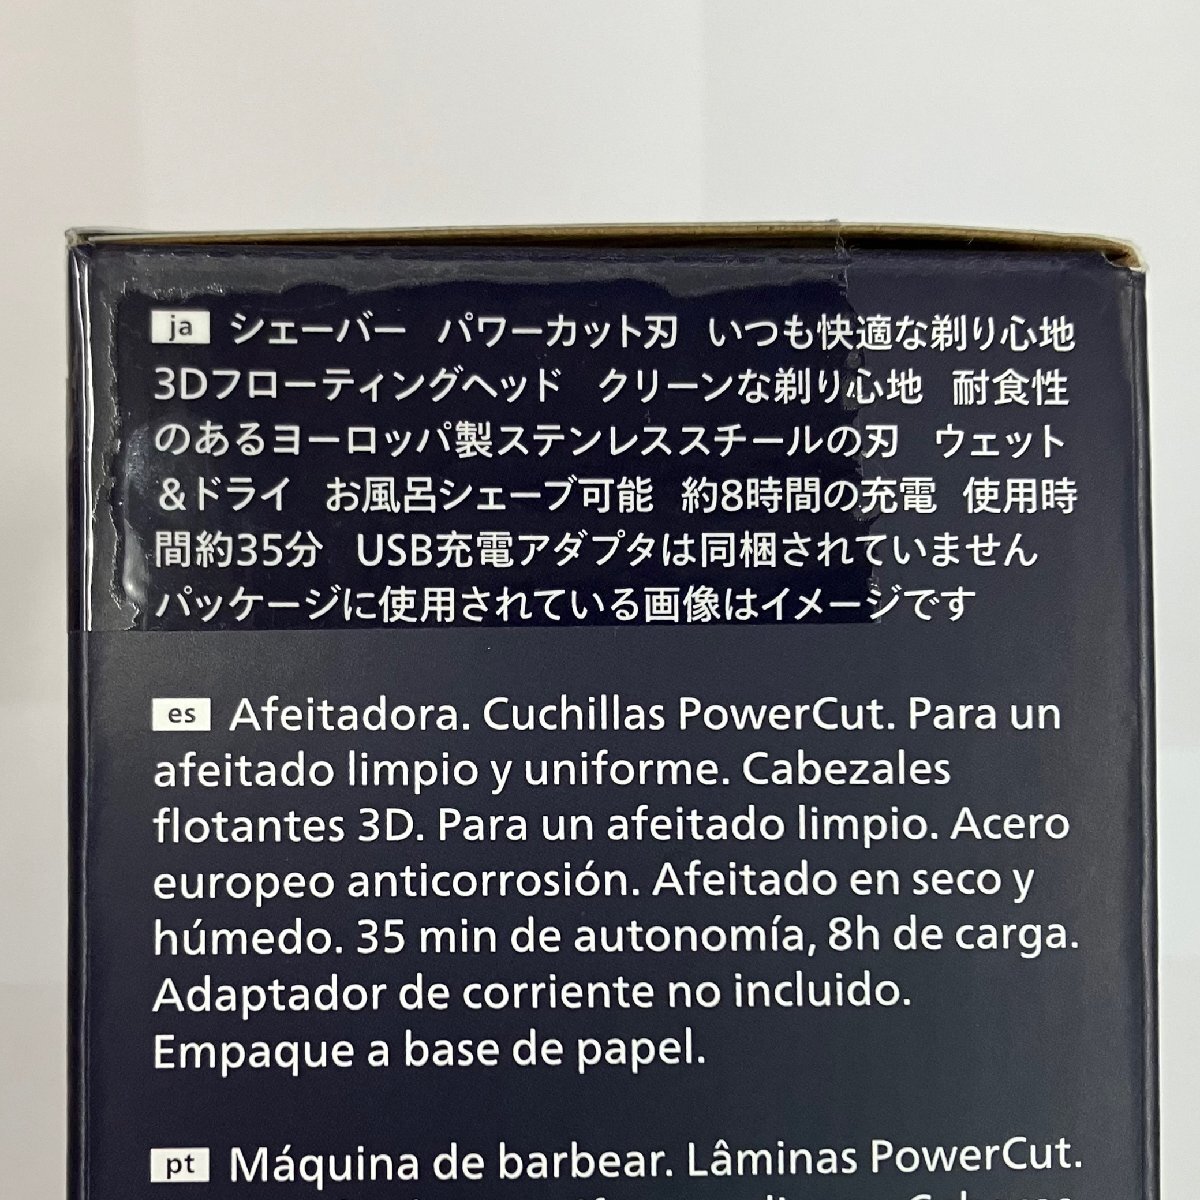 ja シェーバー パワーカット刃 いつも快適な剃り心地
3Dフローティングヘッド クリーンな剃り心地 耐食性
のあるヨーロッパ製ステンレススチールの刃 ウェット
&ドライ お風呂シェーブ可能 約8時間の充電 使用時
間約35分 USB充電アダプタは同梱されていません
パッケージに使用されている画像はイメージです
es Afeitadora. Cuchillas PowerCut. Para un
afeitado limpio y uniforme. Cabezales
flotantes 3D. Para un afeitado limpio. Acero
europeo anticorrosión. Afeitado en seco y
húmedo. 35 min de autonomía, 8h de carga.
Adaptador de corriente no incluido.
Empaque a base de papel.
pt Máquina de barbear. Lâminas PowerCut.